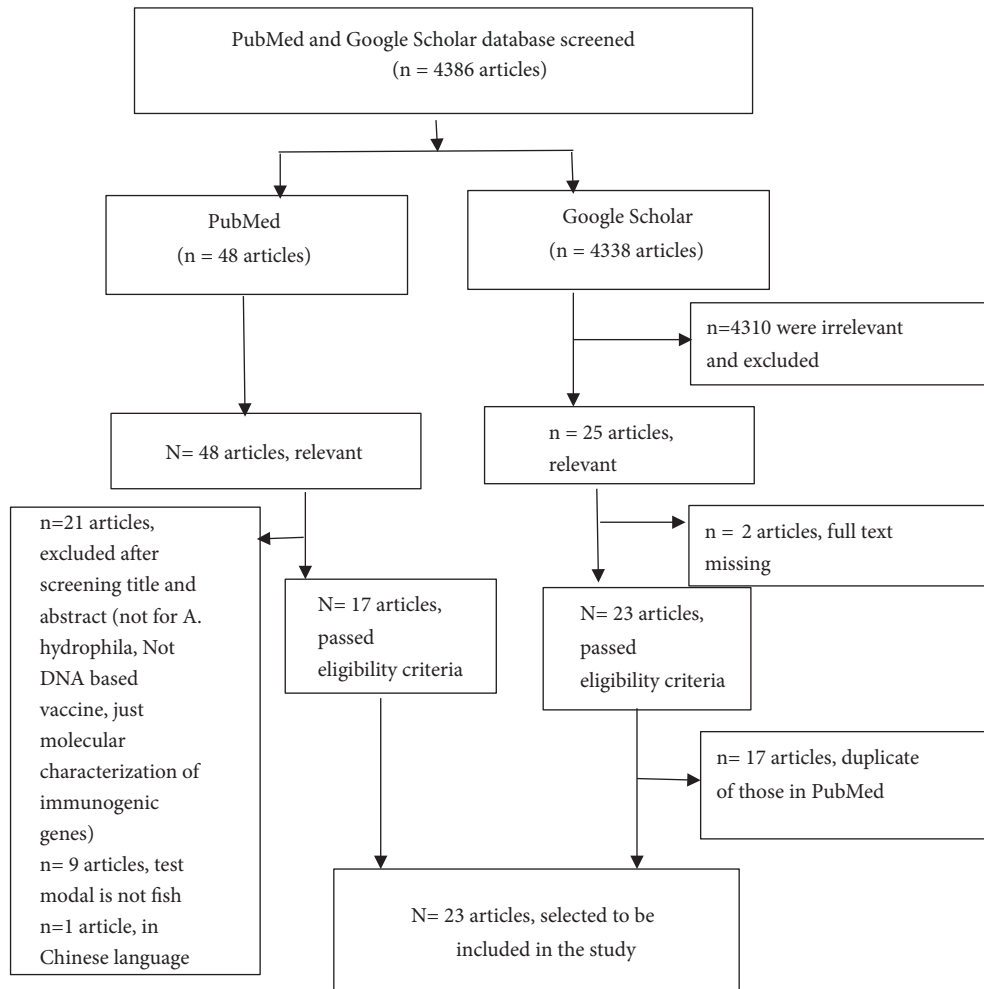 PubMed and Google Scholar database screened
(n = 4386 articles)
PubMed
(n = 48 articles)
Google Scholar
(n = 4338 articles)
n=4310 were irrelevant
and excluded
N= 48 articles, relevant
n = 25 articles,
relevant
n=21 articles,
excluded after
screening title and
abstract (not for A.
hydrophila, Not
DNA based
vaccine, just
molecular
characterization of
immunogenic
genes)
n= 9 articles, test
modal is not fish
n=1 article, in
Chinese language
n = 2 articles, full text
missing
N= 17 articles,
passed
eligibility criteria
N= 23 articles,
passed
eligibility criteria
n= 17 articles, duplicate
of those in PubMed
N= 23 articles, selected to be
included in the study